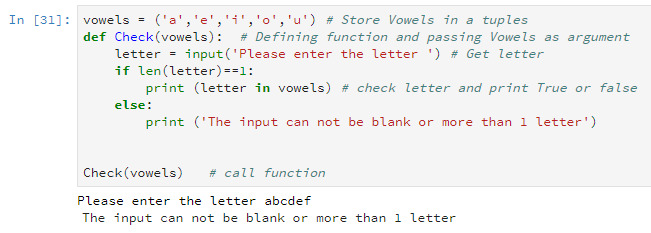 In [31]: vowels = ('a','e','i','o','u') # Store Vowels in a tuples
def Check(vowels):  # Defining function and passing Vowels as argument
    letter = input('Please enter the letter ') # Get letter
    if len(letter)==1:
        print (letter in vowels) # check letter and print True or false
    else:
        print ('The input can not be blank or more than 1 letter')
Check(vowels)   # call function
Please enter the letter abcdef
The input can not be blank or more than 1 letter